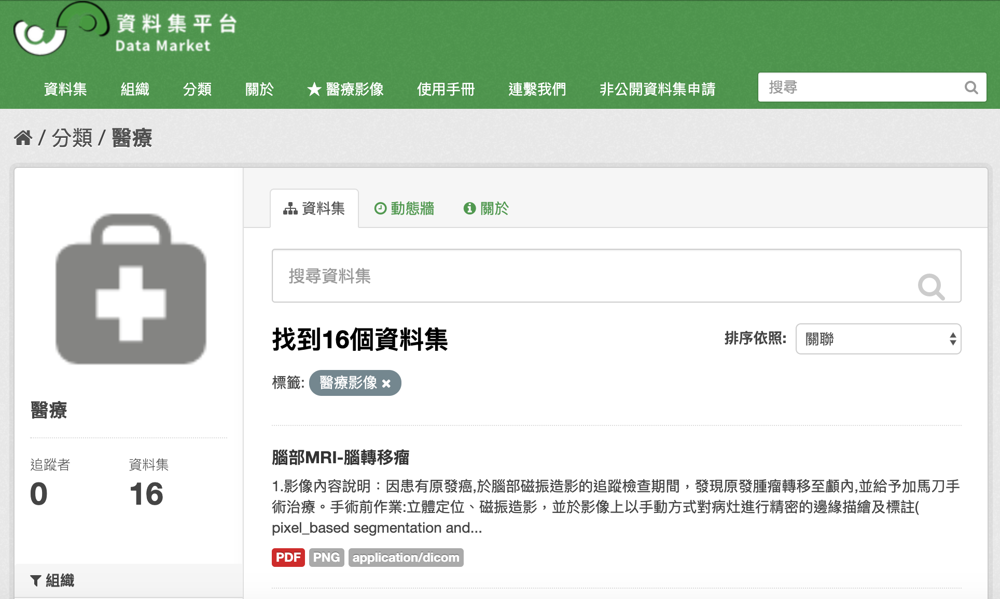 資料集平台
Data Market
資料集 組織 分類 關於 ★ 醫療影像 使用手冊 連繫我們 非公開資料集申請 搜尋
/ 分類 / 醫療
資料集 動態牆 關於
搜尋資料集
找到16個資料集
排序依照: 關聯
標籤: 醫療影像 ×
醫療
追蹤者 資料集
0 16
組織
腦部MRI-腦轉移瘤
1.影像內容說明：因患有原發癌,於腦部磁振造影的追蹤檢查期間，發現原發腫瘤轉移至顱內,並給予加馬刀手
術治療。手術前作業:立體定位、磁振造影，並於影像上以手動方式對病灶進行精密的邊緣描繪及標註(
pixel_based segmentation and...
PDF PNG application/dicom